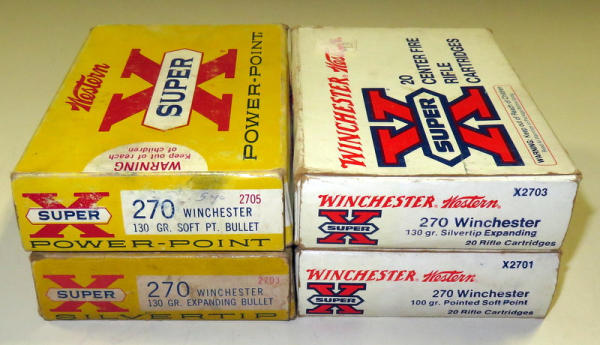 Western
X
SUPER
POWER-POINT
WARNING
Keep out of reach
of children
X
SUPER
2705
270 WINCHESTER
130 GR. SOFT PT. BULLET
POWER-POINT
X
SUPER
2703
270 WINCHESTER
130 GR. EXPANDING BULLET
SILVERTIP
WINCHESTER Western
X
SUPER
20
CENTER FIRE
RIFLE
CARTRIDGES
WARNING:
WINCHESTER Western
X2703
X
SUPER
270 Winchester
130 gr. Silvertip Expanding
20 Rifle Cartridges
WINCHESTER Western
X2701
X
SUPER
270 Winchester
100 gr. Pointed Soft Point
20 Rifle Cartridges